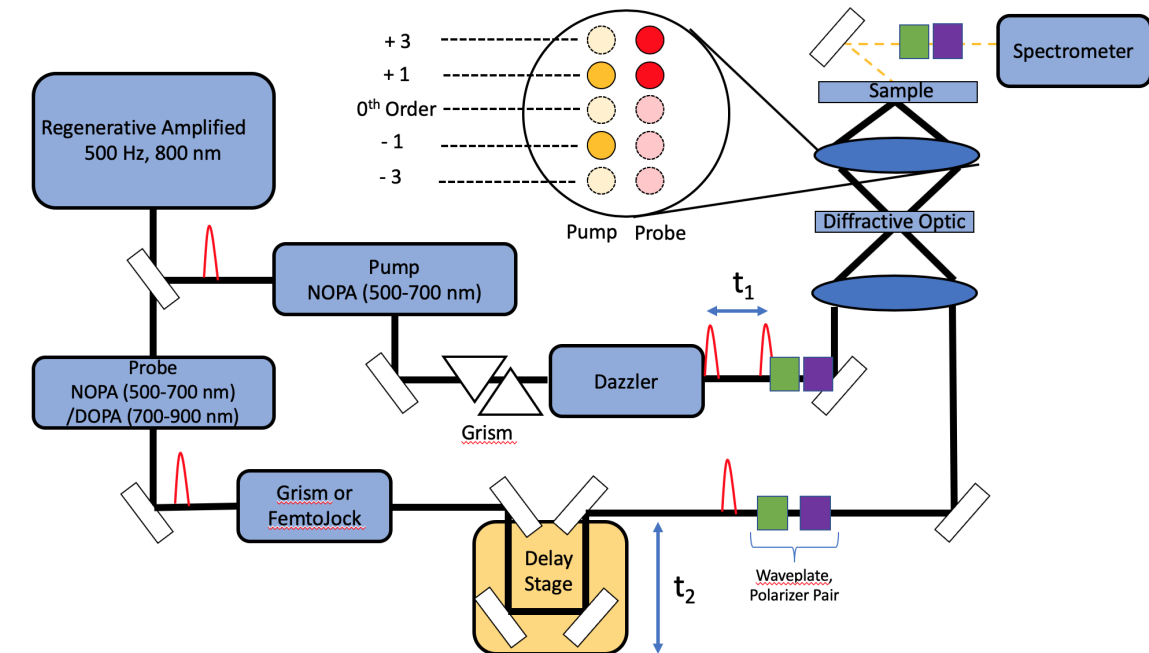 + 3
+ 1
0th Order
- 1
- 3
Pump Probe
Spectrometer
Sample
Diffractive Optic
Regenerative Amplified
500 Hz, 800 nm
Pump
NOPA (500-700 nm)
t1
Probe
NOPA (500-700 nm)
/DOPA (700-900 nm)
Dazzler
Grism
Grism or
FemtoJock
Delay
Stage
t2
Waveplate,
Polarizer Pair